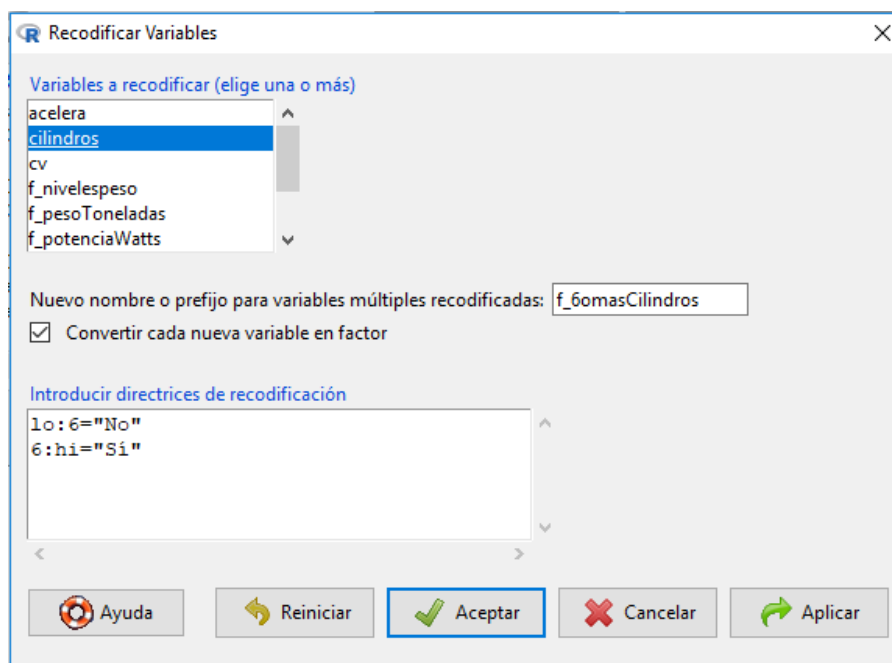 Recodificar Variables
Variables a recodificar (elige una o más)
acelera
cilindros
cv
f_nivelespeso
f_pesoToneladas
f_potenciaWatts
Nuevo nombre o prefijo para variables múltiples recodificadas: f_6omasCilindros
Convertir cada nueva variable en factor
Introducir directrices de recodificación
lo:6="No"
6:hi="Sí"
Ayuda Reiniciar Aceptar Cancelar Aplicar